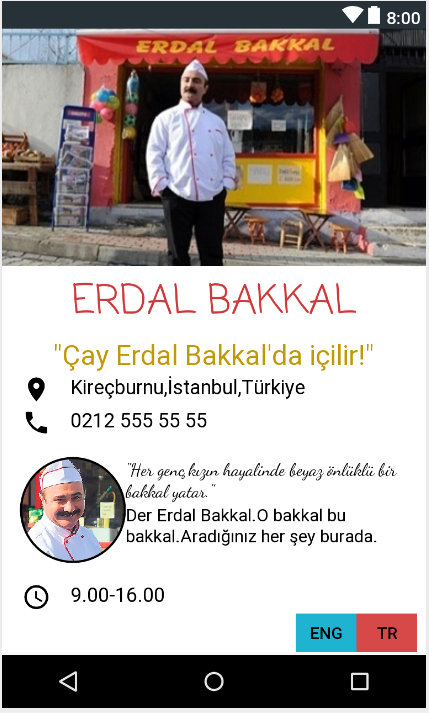 8:00
ERDAL BAKKAL
ERDAL BAKKAL
"Çay Erdal Bakkal'da içilir!"
Kireçburnu,İstanbul,Türkiye
0212 555 55 55
"Her genç kızın hayalinde beyaz önlüklü bir
bakkal yatar."
Der Erdal Bakkal.O bakkal bu
bakkal.Aradığınız her şey burada.
9.00-16.00
ENG TR